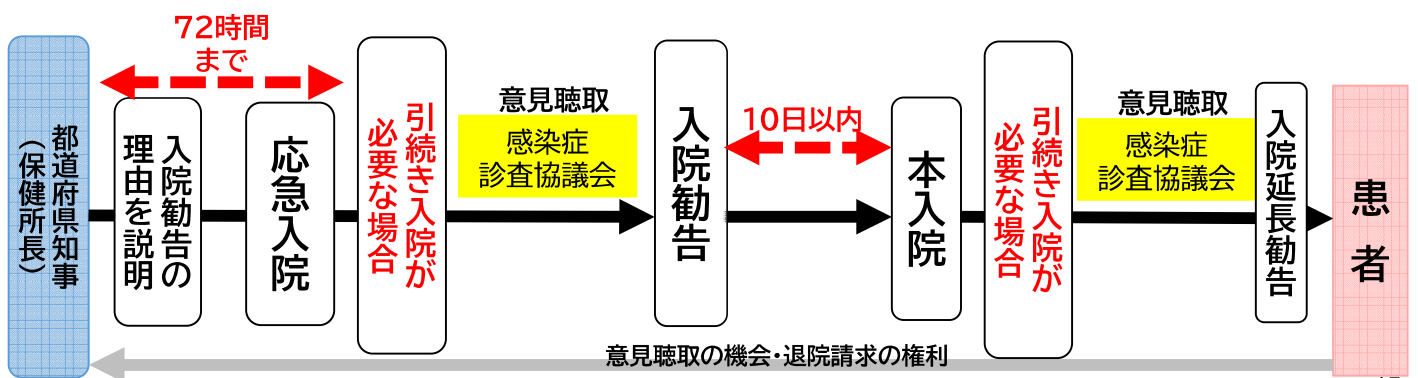 72時間
まで
都道府県知事
（保健所長）
入院勧告の
理由を説明
応急入院
引続き入院が
必要な場合
意見聴取
感染症
診査協議会
入院勧告
10日以内
本入院
引続き入院が
必要な場合
意見聴取
感染症
診査協議会
入院延長勧告
患者
意見聴取の機会・退院請求の権利